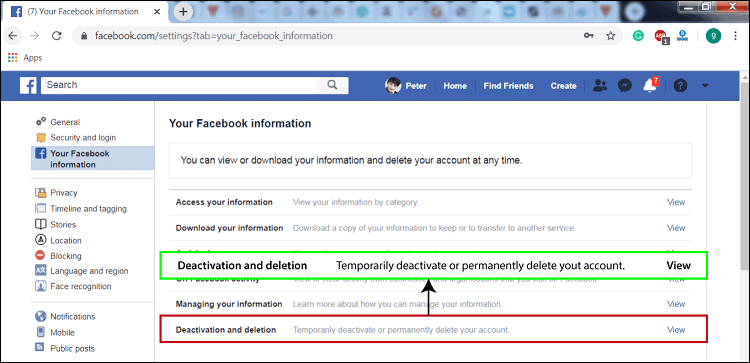 (7) Your Facebook information
facebook.com/settings?tab=your_facebook_information
1
g
Apps
f Search Peter Home Find Friends Create 7
General
Security and login
Your Facebook
information
Privacy
Timeline and tagging
Stories
Location
Blocking
Language and region
Face recognition
Notifications
Mobile
Public posts
Your Facebook information
You can view or download your information and delete your account at any time.
Access your information View your information by category. View
Download your information Download a copy of your information to keep or to transfer to another service. View
Deactivation and deletion Temporarily deactivate or permanently delete yout account. View
Managing your information Learn more about how you can manage your information. View
Deactivation and deletion Temporarily deactivate or permanently delete your account. View